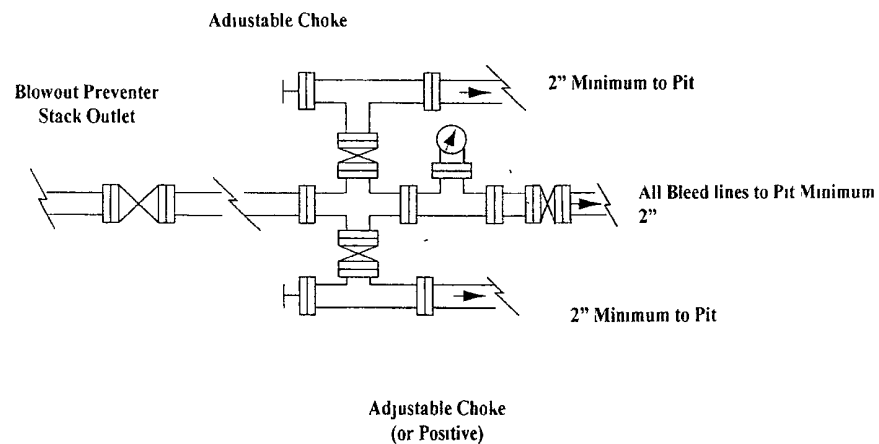 Adjustable Choke
2” Minimum to Pit
Blowout Preventer
Stack Outlet
All Bleed lines to Pit Minimum
2”
2” Minimum to Pit
Adjustable Choke
(or Positive)